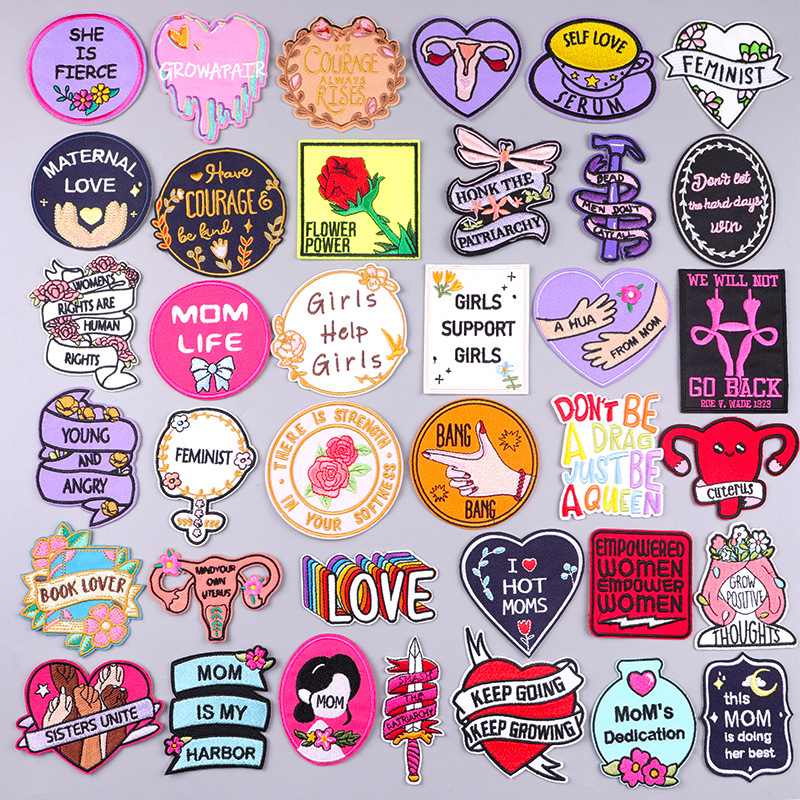 SHE
IS
FIERCE
GROWAPAIR
MY
COURAGE
ALWAYS
RISES
SELF LOVE
SERUM
FEMINIST
MATERNAL
LOVE
Have
COURAGE &
be kind
FLOWER
POWER
HONK THE
PATRIARCHY
DEAD
MEN DON'T
CATCALL
Don't let
the hard days
win
WOMEN'S
RIGHTS ARE
HUMAN
RIGHTS
MOM
LIFE
Girls
Help
Girls
GIRLS
SUPPORT
GIRLS
A HUA
FROM MOM
WE WILL NOT
GO BACK
ROE V. WADE 1973
YOUNG
AND
ANGRY
FEMINIST
THERE IS STRENGTH
IN YOUR SOFTNESS
BANG
BANG
DON'T BE
A DRAG
JUST BE
A QUEEN
cuterus
BOOK LOVER
MIND YOUR
OWN
UTERUS
LOVE
I
HOT
MOMS
EMPOWERED
WOMEN
EMPOWER
WOMEN
GROW
POSITIVE
THOUGHTS
SISTERS UNITE
MOM
IS MY
HARBOR
MOM
SMASH
THE
PATRIARCHY
KEEP GOING
KEEP GROWING
MoM's
Dedication
this
MOM
is doing
her best